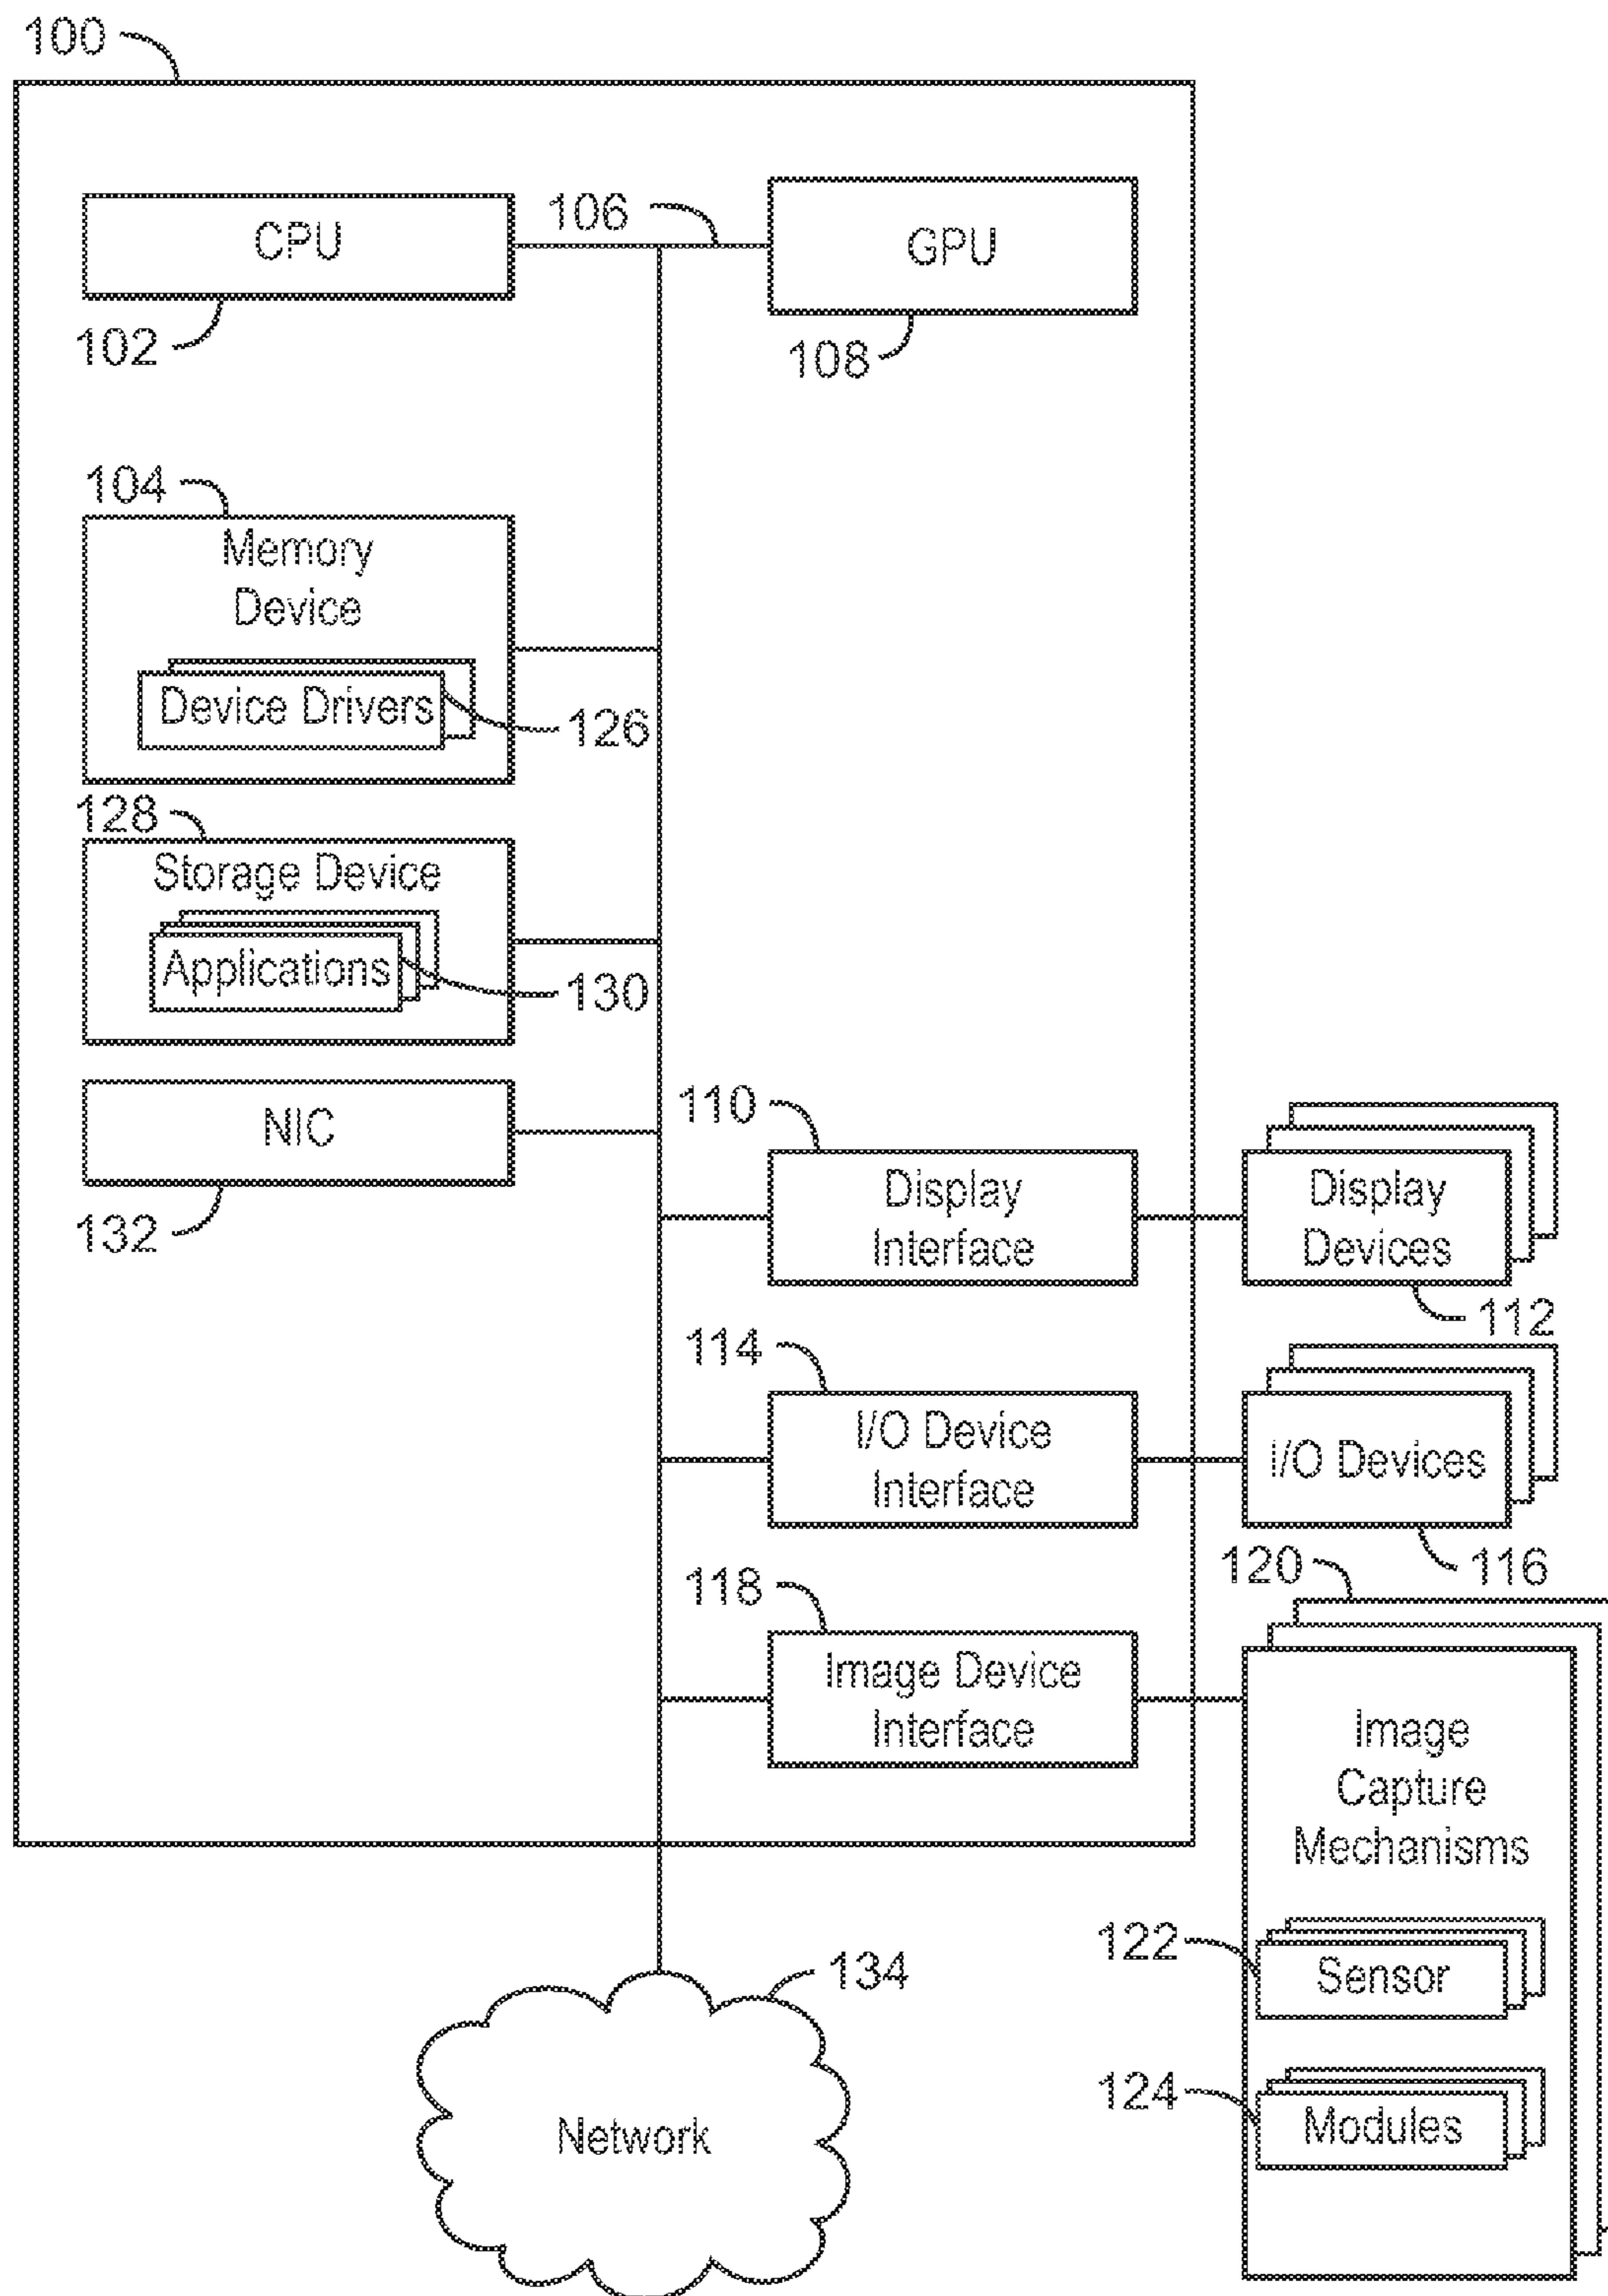 100
CPU
106
GPU
102
108
104
Memory
Device
Device Drivers
126
128
Storage Device
Applications
130
NIC
132
110
Display
Interface
Display
Devices
112
114
I/O Device
Interface
I/O Devices
116
118
Image Device
Interface
120
Image
Capture
Mechanisms
122
Sensor
124
Modules
134
Network